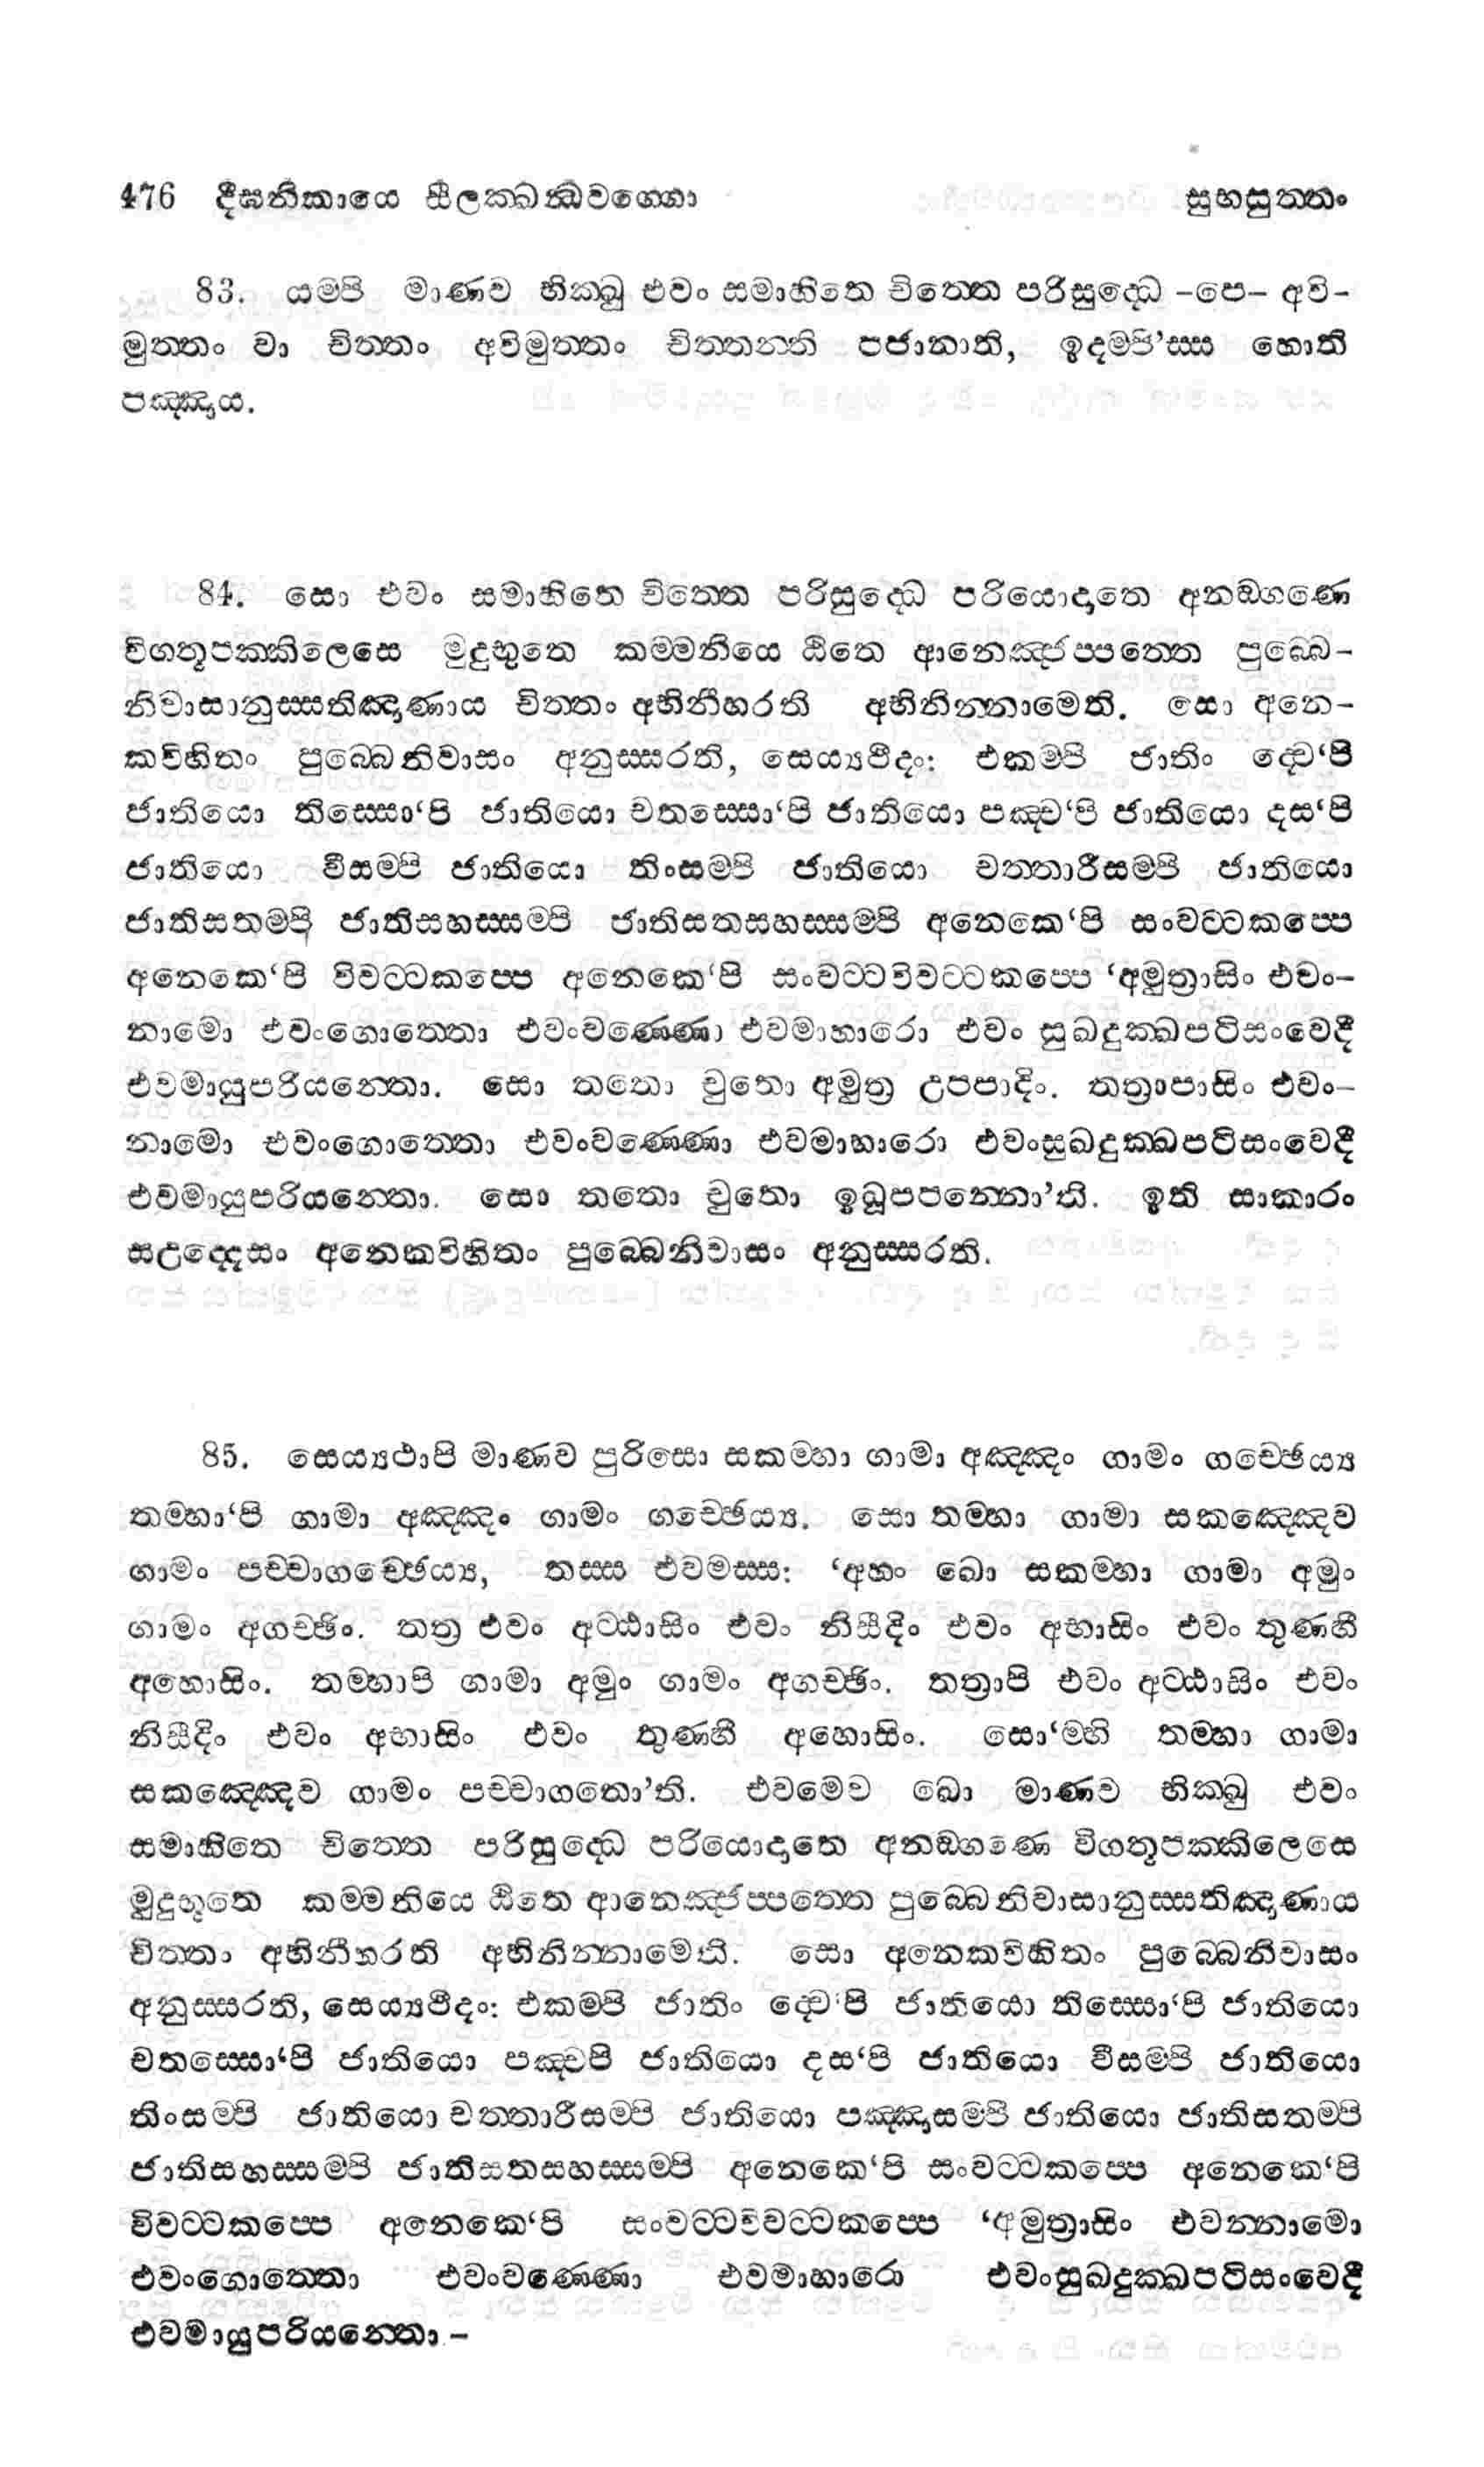 476 දීඝනිකායෙ සීලක්ඛන්ධවග්ගො සුභසුත්තං
83. යම්පි මාණව භික්ඛු එවං සමාහිතෙ චිත්තෙ පරිසුද්ධෙ -පෙ- අවි-
මුත්තං වා චිත්තං අවිමුත්තං චිත්තන්ති පජානාති, ඉදම්පි’ස්ස හොති
පඤ්ඤාය.
84. සො එවං සමාහිතෙ චිත්තෙ පරිසුද්ධෙ පරියොදාතෙ අනඞ්ගණෙ
විගතූපක්කිලෙසෙ මුදුභූතෙ කම්මනියෙ ඨිතෙ ආනෙඤ්ජප්පත්තෙ පුබ්බෙ-
නිවාසානුස්සතිඤාණාය චිත්තං අභිනීහරති අභිනින්නාමෙති. සො අනෙ-
කවිහිතං පුබ්බෙනිවාසං අනුස්සරති, සෙය්‍යථීදං: එකම්පි ජාතිං ද්වෙ‘පි
ජාතියො තිස්සො‘පි ජාතියො චතස්සො‘පි ජාතියො පඤ්ච‘පි ජාතියො දස‘පි
ජාතියො වීසම්පි ජාතියො තිංසම්පි ජාතියො චත්තාරීසම්පි ජාතියො
ජාතිසතම්පි ජාතිසහස්සම්පි ජාතිසතසහස්සම්පි අනෙකෙ‘පි සංවට්ටකප්පෙ
අනෙකෙ‘පි විවට්ටකප්පෙ අනෙකෙ‘පි සංවට්ටවිවට්ටකප්පෙ ‘අමුත්‍රාසිං එවං-
නාමො එවංගොත්තො එවංවණ්ණො එවමාහාරො එවං සුඛදුක්ඛපටිසංවෙදී
එවමායුපරියන්තො. සො තතො චුතො අමුත්‍ර උපපාදිං. තත්‍රාපාසිං එවං-
නාමො එවංගොත්තො එවංවණ්ණො එවමාහාරො එවංසුඛදුක්ඛපටිසංවෙදී
එවමායුපරියන්තො. සො තතො චුතො ඉධූපපන්නො’ති. ඉති සාකාරං
සඋද්දෙසං අනෙකවිහිතං පුබ්බෙනිවාසං අනුස්සරති.
85. සෙය්‍යථාපි මාණව පුරිසො සකම්හා ගාමා අඤ්ඤං ගාමං ගච්ඡෙය්‍ය
තම්හා‘පි ගාමා අඤ්ඤං ගාමං ගච්ඡෙය්‍ය. සො තම්හා ගාමා සකඤ්ඤෙව
ගාමං පච්චාගච්ඡෙය්‍ය, තස්ස එවමස්ස: ‘අහං ඛො සකම්හා ගාමා අමුං
ගාමං අගච්ඡිං. තත්‍ර එවං අට්ඨාසිං එවං නිසීදිං එවං අභාසිං එවං තුණ්හී
අහොසිං. තම්හාපි ගාමා අමුං ගාමං අගච්ඡිං. තත්‍රාපි එවං අට්ඨාසිං එවං
නිසීදිං එවං අභාසිං එවං තුණ්හී අහොසිං. සො‘ම්හි තම්හා ගාමා
සකඤ්ඤෙව ගාමං පච්චාගතො’ති. එවමෙව ඛො මාණව භික්ඛු එවං
සමාහිතෙ චිත්තෙ පරිසුද්ධෙ පරියොදාතෙ අනඞ්ගණෙ විගතූපක්කිලෙසෙ
මුදුභූතෙ කම්මනියෙ ඨිතෙ ආනෙඤ්ජප්පත්තෙ පුබ්බෙනිවාසානුස්සතිඤාණාය
චිත්තං අභිනීහරති අභිනින්නාමෙති. සො අනෙකවිහිතං පුබ්බෙනිවාසං
අනුස්සරති, සෙය්‍යථීදං: එකම්පි ජාතිං ද්වෙ‘පි ජාතියො තිස්සො‘පි ජාතියො
චතස්සො‘පි ජාතියො පඤ්චපි ජාතියො දස‘පි ජාතියො වීසම්පි ජාතියො
තිංසම්පි ජාතියො චත්තාරීසම්පි ජාතියො පඤ්ඤාසම්පි ජාතියො ජාතිසතම්පි
ජාතිසහස්සම්පි ජාතිසතසහස්සම්පි අනෙකෙ‘පි සංවට්ටකප්පෙ අනෙකෙ‘පි
විවට්ටකප්පෙ අනෙකෙ‘පි සංවට්ටවිවට්ටකප්පෙ ‘අමුත්‍රාසිං එවන්නාමො
එවංගොත්තො එවංවණ්ණො එවමාහාරො එවංසුඛදුක්ඛපටිසංවෙදී
එවමායුපරියන්තො.-